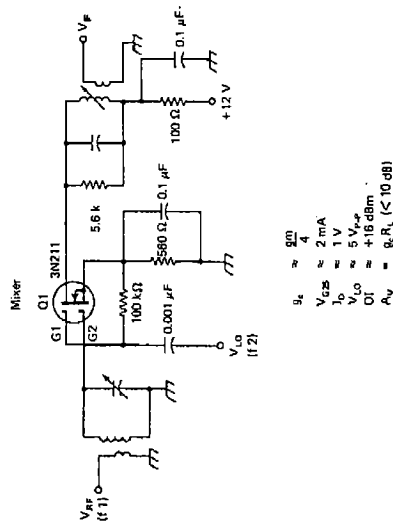 Mixer
Q1
3N211
G1
G2
V_RF
(f 1)
V_LO
(f 2)
0.001 μF
100 kΩ
580 Ω
0.1 μF
5.6 k
100 Ω
+12 V
0.1 μF
V_IF
g_c ≈ gm/4
V_G2S ≈ 2 mA
I_D ≈ 1 V
V_LO ≈ 5 V_P-P
OI ≈ +16 dBm
A_V = g_c R_L (< 10 dB)